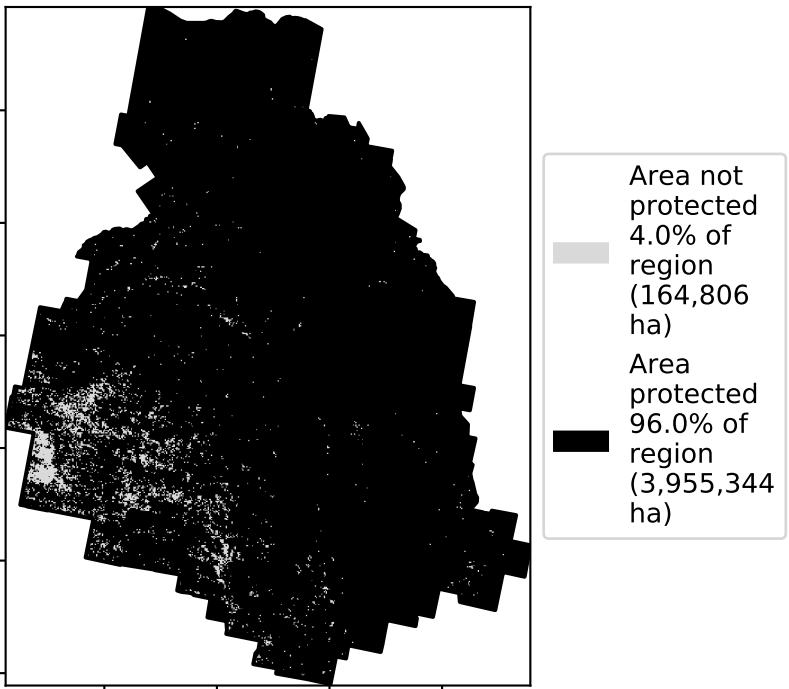 Area not
protected
4.0% of
region
(164,806
ha)
Area
protected
96.0% of
region
(3,955,344
ha)